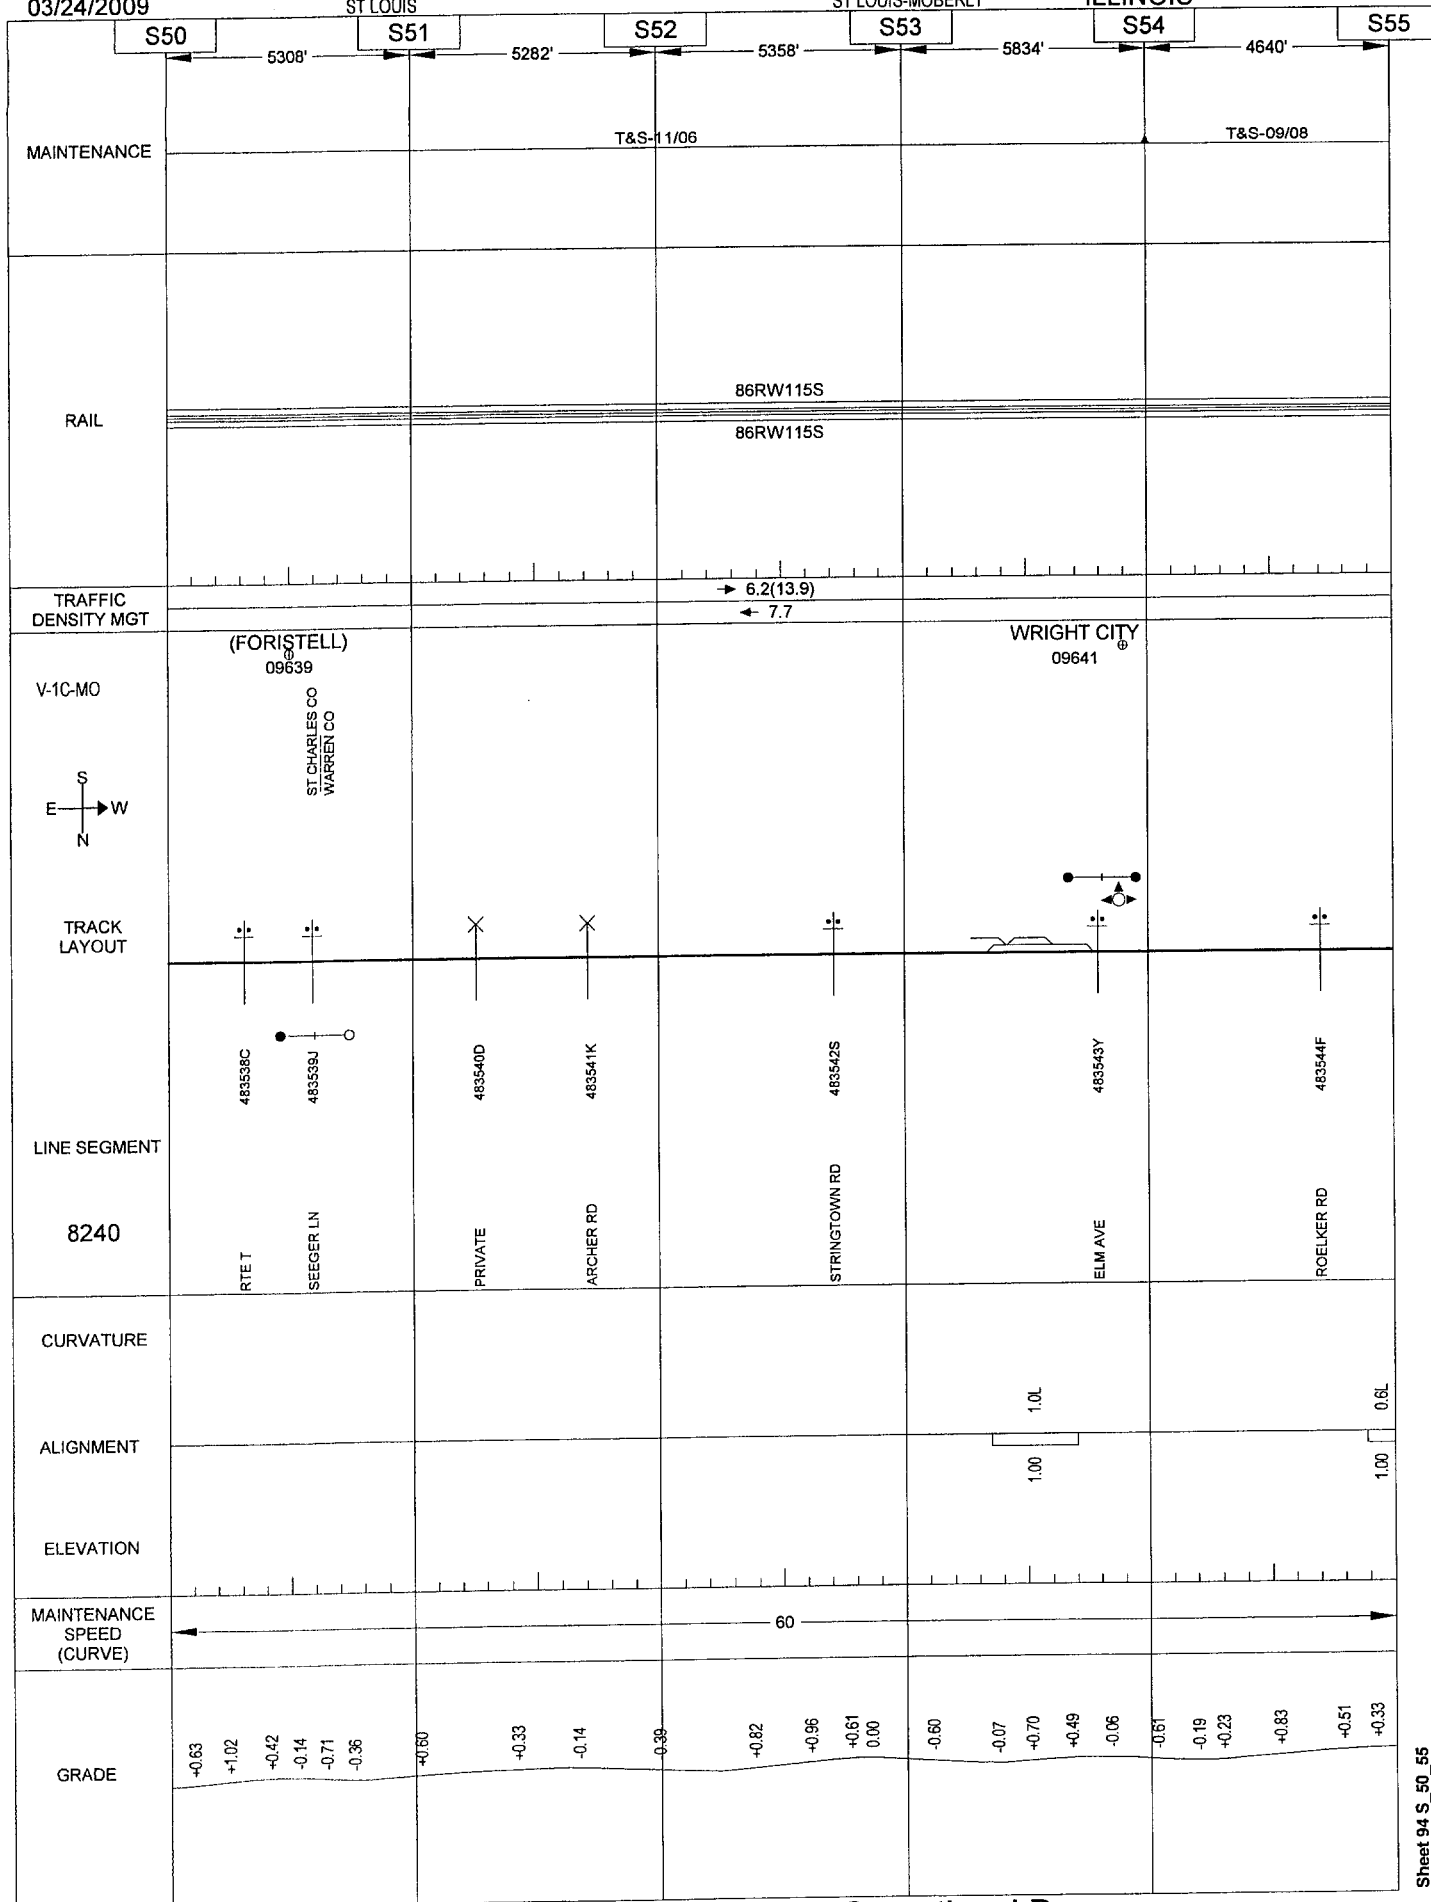 03/24/2009 ST LOUIS ST LOUIS-MOBERLY ILLINOIS
S50 S51 S52 S53 S54 S55
5308' 5282' 5358' 5834' 4640'
MAINTENANCE
T&S-11/06 T&S-09/08
RAIL
86RW115S
86RW115S
TRAFFIC
DENSITY MGT
6.2(13.9)
7.7
(FORISTELL)
09639
WRIGHT CITY
09641
V-1C-MO
ST CHARLES CO
WARREN CO
S
E W
N
TRACK
LAYOUT
483538C 483539J 483540D 483541K 483542S 483543Y 483544F
LINE SEGMENT
8240
RTE T SEEGER LN PRIVATE ARCHER RD STRINGTOWN RD ELM AVE ROELKER RD
CURVATURE
1.0L 0.6L
ALIGNMENT
1.00 1.00
ELEVATION
MAINTENANCE
SPEED
(CURVE)
60
GRADE
+0.63 +1.02 +0.42 -0.14 -0.71 -0.36 +0.60 +0.33 -0.14 -0.39 +0.82 +0.96 +0.61 0.00 -0.60 -0.07 +0.70 +0.49 -0.06 -0.61 -0.19 +0.23 +0.83 +0.51 +0.33
Sheet 94 S_50_55